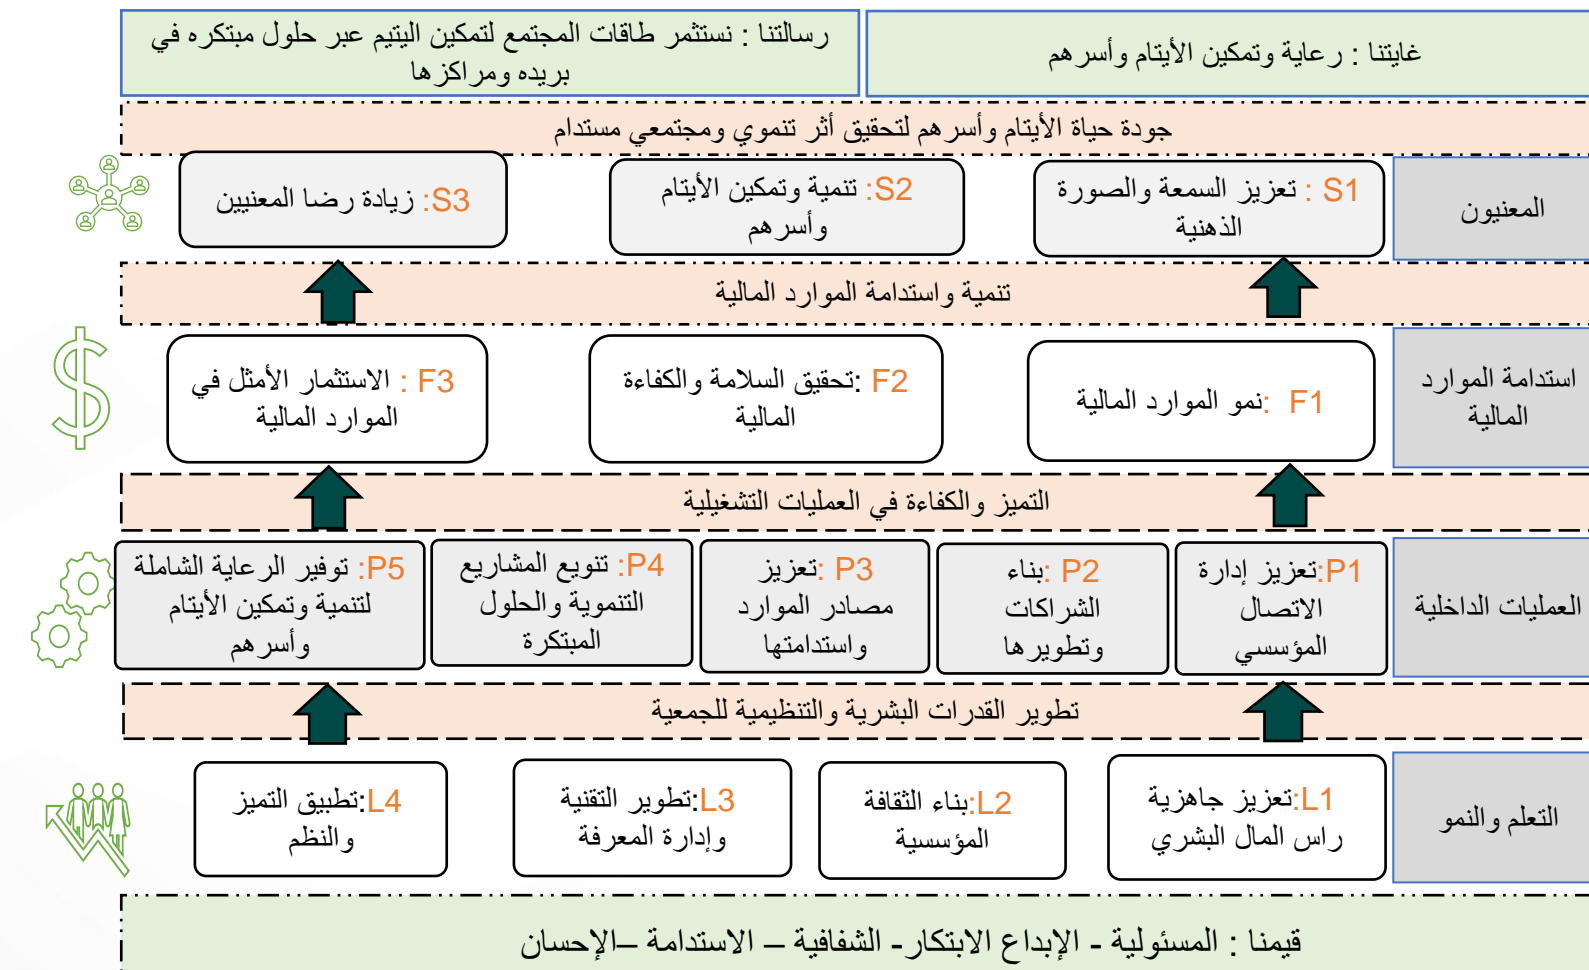 غايتنا : رعاية وتمكين الأيتام وأسرهم
رسالتنا : نستثمر طاقات المجتمع لتمكين اليتيم عبر حلول مبتكره في
بريده ومراكزها
جودة حياة الأيتام وأسرهم لتحقيق أثر تنموي ومجتمعي مستدام
المعنيون
S1 : تعزيز السمعة والصورة
الذهنية
S2: تنمية وتمكين الأيتام
وأسرهم
S3: زيادة رضا المعنيين
تنمية واستدامة الموارد المالية
استدامة الموارد
المالية
F1 :نمو الموارد المالية
F2 :تحقيق السلامة والكفاءة
المالية
F3 : الاستثمار الأمثل في
الموارد المالية
التميز والكفاءة في العمليات التشغيلية
العمليات الداخلية
P1:تعزيز إدارة
الاتصال
المؤسسي
P2 :بناء
الشراكات
وتطويرها
P3 :تعزيز
مصادر الموارد
واستدامتها
P4: تنويع المشاريع
التنموية والحلول
المبتكرة
P5: توفير الرعاية الشاملة
لتنمية وتمكين الأيتام
وأسرهم
تطوير القدرات البشرية والتنظيمية للجمعية
التعلم والنمو
L1:تعزيز جاهزية
راس المال البشري
L2:بناء الثقافة
المؤسسية
L3:تطوير التقنية
وإدارة المعرفة
L4:تطبيق التميز
والنظم
قيمنا : المسئولية - الإبداع الابتكار- الشفافية – الاستدامة –الإحسان